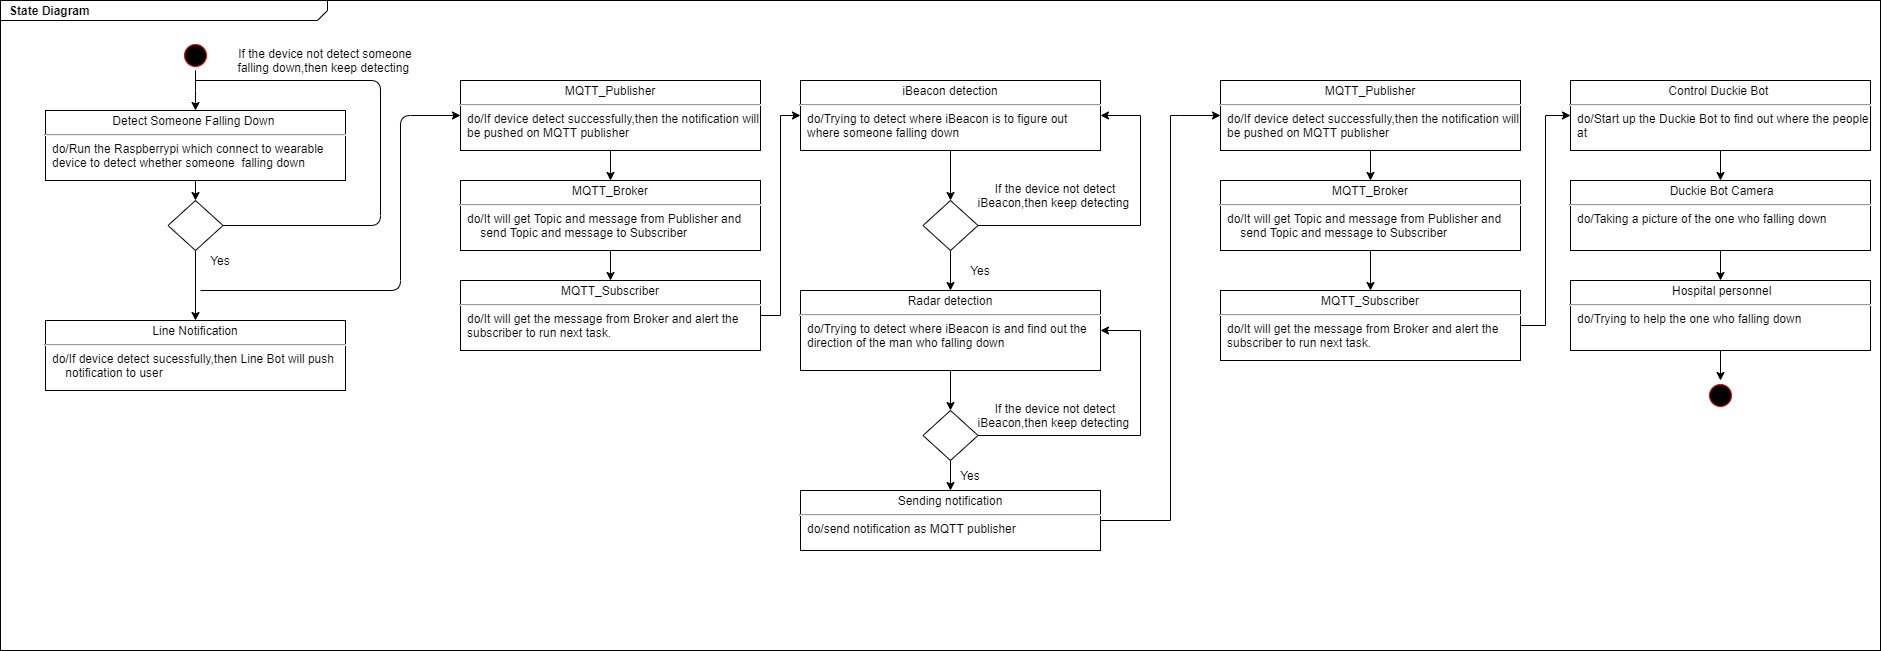 State Diagram
If the device not detect someone
falling down,then keep detecting
Detect Someone Falling Down
do/Run the Raspberrypi which connect to wearable
device to detect whether someone  falling down
Yes
Line Notification
do/If device detect sucessfully,then Line Bot will push
notification to user
MQTT_Publisher
do/If device detect successfully,then the notification will
be pushed on MQTT publisher
MQTT_Broker
do/It will get Topic and message from Publisher and
send Topic and message to Subscriber
MQTT_Subscriber
do/It will get the message from Broker and alert the
subscriber to run next task.
iBeacon detection
do/Trying to detect where iBeacon is to figure out
where someone falling down
If the device not detect
iBeacon,then keep detecting
Yes
Radar detection
do/Trying to detect where iBeacon is and find out the
direction of the man who falling down
If the device not detect
iBeacon,then keep detecting
Yes
Sending notification
do/send notification as MQTT publisher
MQTT_Publisher
do/If device detect successfully,then the notification will
be pushed on MQTT publisher
MQTT_Broker
do/It will get Topic and message from Publisher and
send Topic and message to Subscriber
MQTT_Subscriber
do/It will get the message from Broker and alert the
subscriber to run next task.
Control Duckie Bot
do/Start up the Duckie Bot to find out where the people
at
Duckie Bot Camera
do/Taking a picture of the one who falling down
Hospital personnel
do/Trying to help the one who falling down